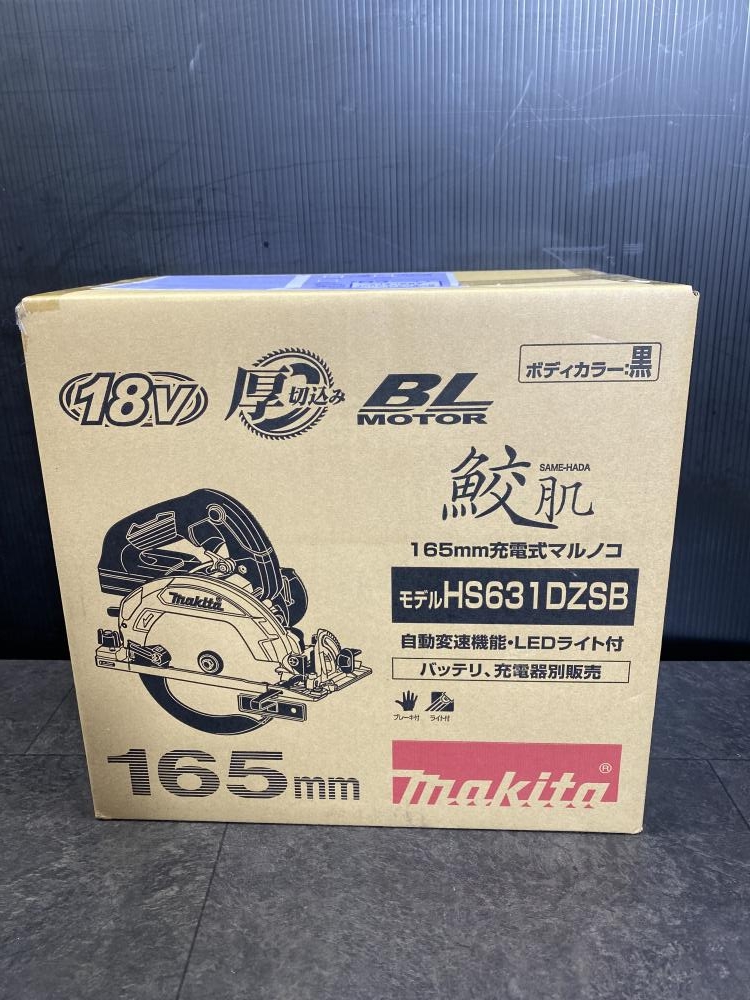 18V
厚切込み
BL
MOTOR
ボディカラー:黒
鮫肌
SAME-HADA
165mm充電式マルノコ
モデルHS631DZSB
自動変速機能・LEDライト付
バッテリ、充電器別販売
ブレーキ付
ライト付
makita
165mm
makita®